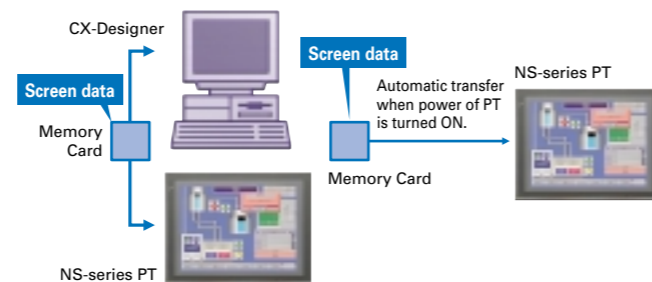 CX-Designer
Screen data
Memory
Card
NS-series PT
Screen data
Automatic transfer
when power of PT
is turned ON.
Memory Card
NS-series PT